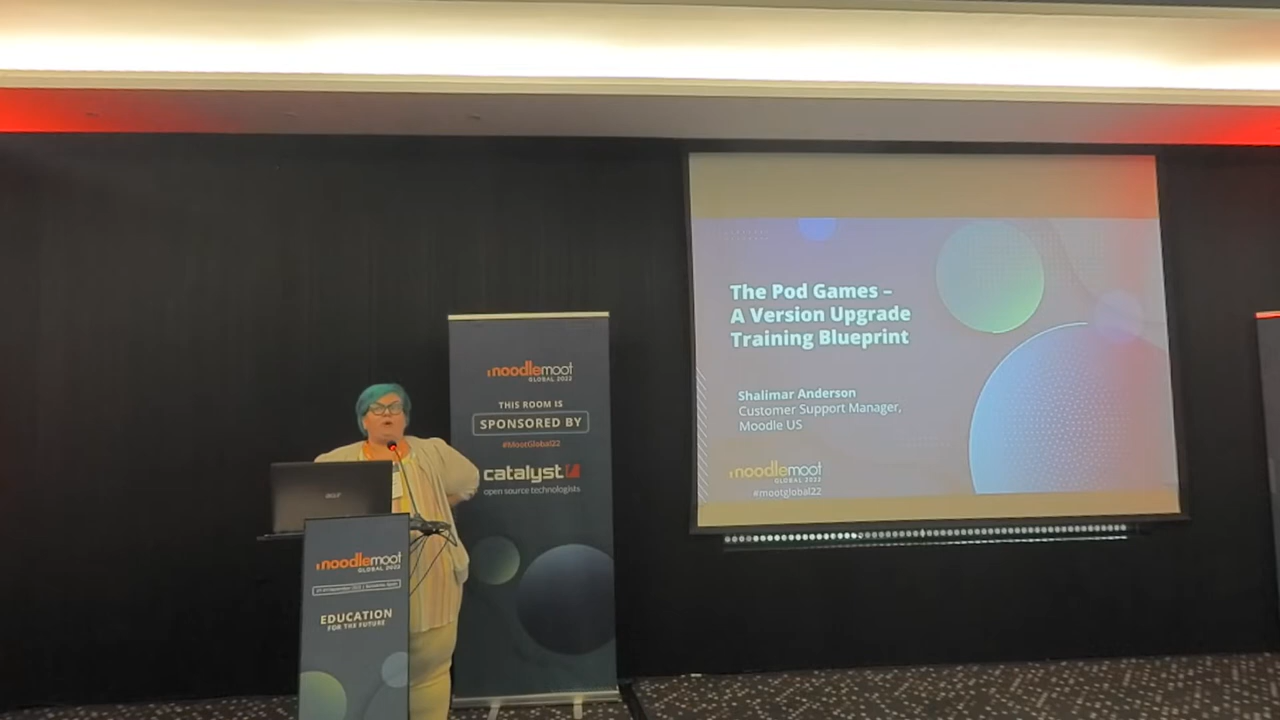 moodlemoot
GLOBAL 2022
THIS ROOM IS
SPONSORED BY
#MootGlobal22
catalyst
open source technologists
acer
moodlemoot
GLOBAL 2022
EDUCATION
FOR THE FUTURE
The Pod Games –
A Version Upgrade
Training Blueprint
Shalimar Anderson
Customer Support Manager,
Moodle US
moodlemoot
GLOBAL 2022
#mootglobal22